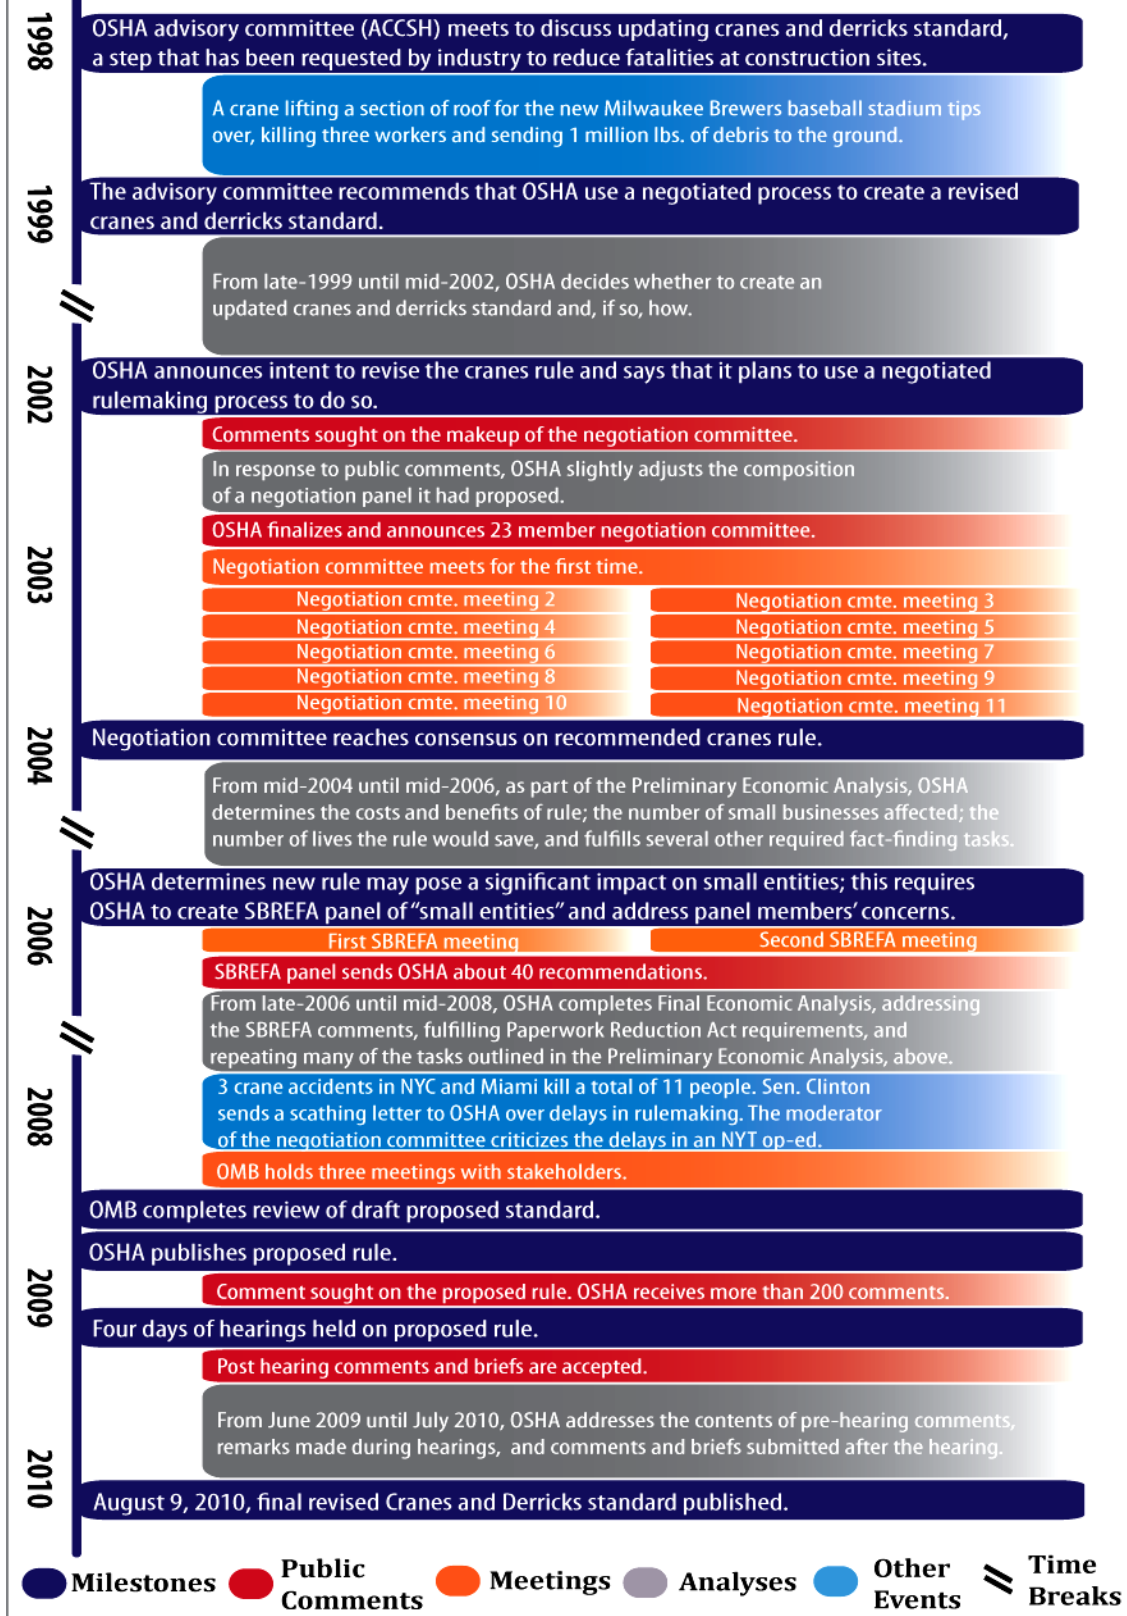 1998
OSHA advisory committee (ACCSH) meets to discuss updating cranes and derricks standard,
a step that has been requested by industry to reduce fatalities at construction sites.
A crane lifting a section of roof for the new Milwaukee Brewers baseball stadium tips
over, killing three workers and sending 1 million lbs. of debris to the ground.
1999
The advisory committee recommends that OSHA use a negotiated process to create a revised
cranes and derricks standard.
From late-1999 until mid-2002, OSHA decides whether to create an
updated cranes and derricks standard and, if so, how.
2002
OSHA announces intent to revise the cranes rule and says that it plans to use a negotiated
rulemaking process to do so.
Comments sought on the makeup of the negotiation committee.
In response to public comments, OSHA slightly adjusts the composition
of a negotiation panel it had proposed.
OSHA finalizes and announces 23 member negotiation committee.
2003
Negotiation committee meets for the first time.
Negotiation cmte. meeting 2
Negotiation cmte. meeting 3
Negotiation cmte. meeting 4
Negotiation cmte. meeting 5
Negotiation cmte. meeting 6
Negotiation cmte. meeting 7
Negotiation cmte. meeting 8
Negotiation cmte. meeting 9
Negotiation cmte. meeting 10
Negotiation cmte. meeting 11
2004
Negotiation committee reaches consensus on recommended cranes rule.
From mid-2004 until mid-2006, as part of the Preliminary Economic Analysis, OSHA
determines the costs and benefits of rule; the number of small businesses affected; the
number of lives the rule would save, and fulfills several other required fact-finding tasks.
OSHA determines new rule may pose a significant impact on small entities; this requires
OSHA to create SBREFA panel of “small entities” and address panel members’ concerns.
2006
First SBREFA meeting
Second SBREFA meeting
SBREFA panel sends OSHA about 40 recommendations.
From late-2006 until mid-2008, OSHA completes Final Economic Analysis, addressing
the SBREFA comments, fulfilling Paperwork Reduction Act requirements, and
repeating many of the tasks outlined in the Preliminary Economic Analysis, above.
2008
3 crane accidents in NYC and Miami kill a total of 11 people. Sen. Clinton
sends a scathing letter to OSHA over delays in rulemaking. The moderator
of the negotiation committee criticizes the delays in an NYT op-ed.
OMB holds three meetings with stakeholders.
OMB completes review of draft proposed standard.
OSHA publishes proposed rule.
2009
Comment sought on the proposed rule. OSHA receives more than 200 comments.
Four days of hearings held on proposed rule.
Post hearing comments and briefs are accepted.
From June 2009 until July 2010, OSHA addresses the contents of pre-hearing comments,
remarks made during hearings, and comments and briefs submitted after the hearing.
2010
August 9, 2010, final revised Cranes and Derricks standard published.
Milestones
Public
Comments
Meetings
Analyses
Other
Events
Time
Breaks